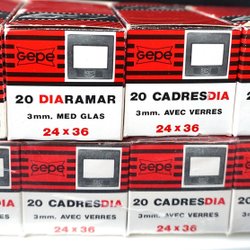 Gepe
20 DIARAMAR
3mm. MED GLAS
24 x 36
Gepe
20 CADRESDIA
3mm. AVEC VERRES
24 x 36
Gepe
20 CADRESDIA
3mm. AVEC VERRES
24 x 36
Gepe
20 CADRESDIA
3mm. AVEC VERRES
24 x 36